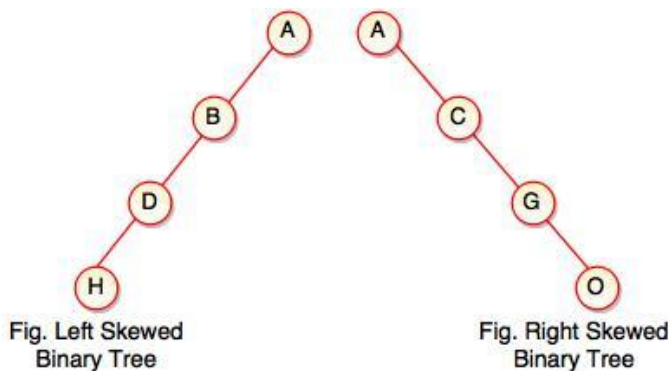 A
A
B
C
D
G
H
O
Fig. Left Skewed
Binary Tree
Fig. Right Skewed
Binary Tree